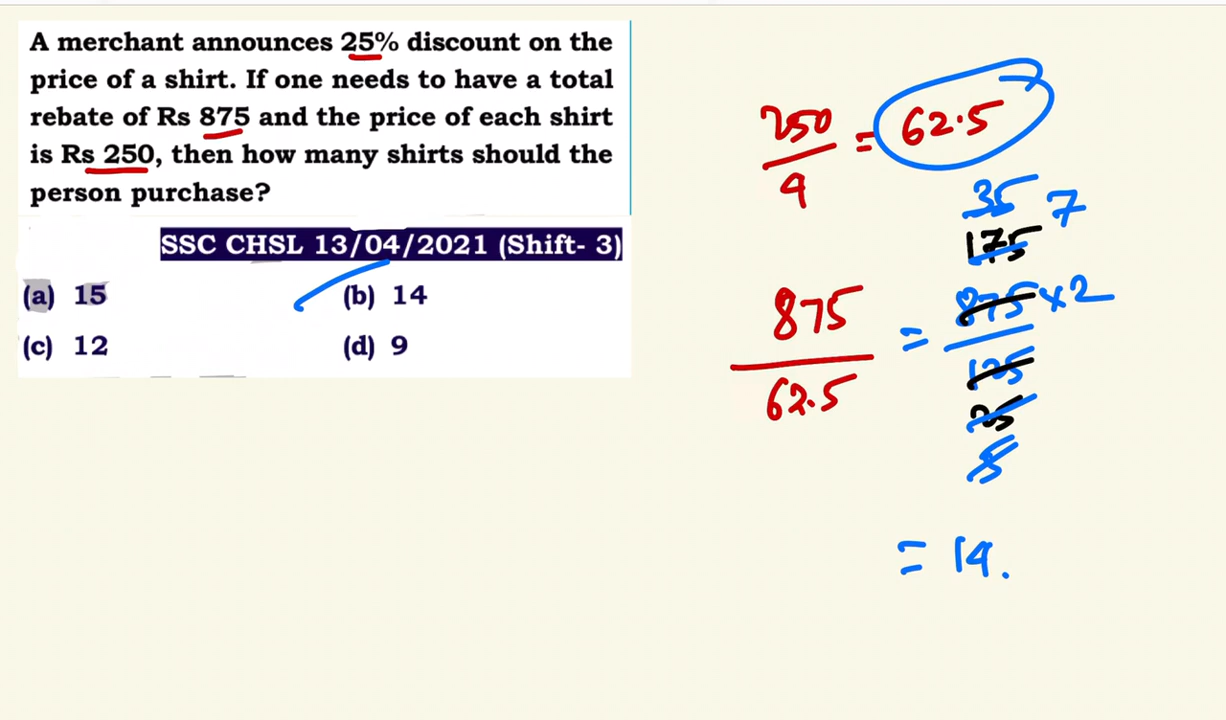 A merchant announces 25% discount on the
price of a shirt. If one needs to have a total
rebate of Rs 875 and the price of each shirt
is Rs 250, then how many shirts should the
person purchase?
SSC CHSL 13/04/2021 (Shift- 3)
(a) 15 (b) 14
(c) 12 (d) 9
250/4 = 62.5
35 7
175
875/62.5 = 875×2/125
25
5
= 14.